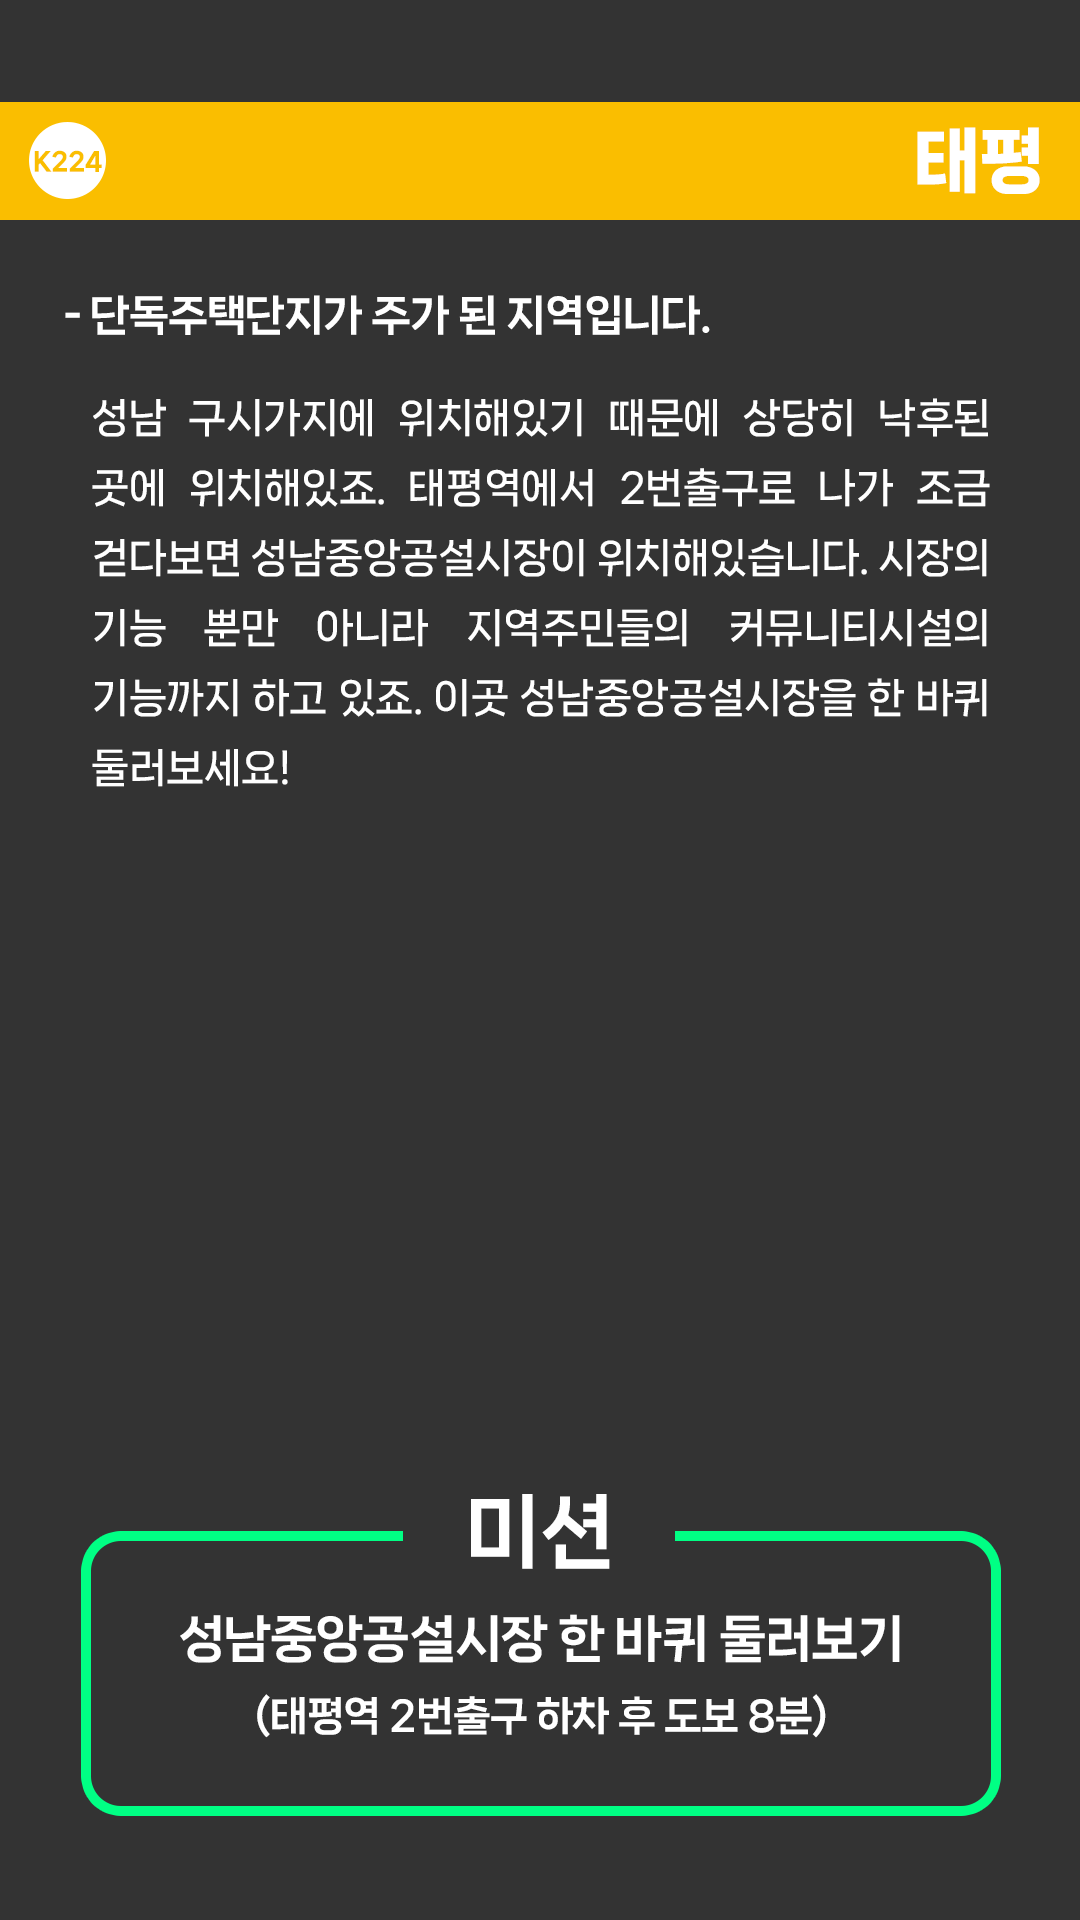 K224
태평
- 단독주택단지가 주가 된 지역입니다.
성남 구시가지에 위치해있기 때문에 상당히 낙후된
곳에 위치해있죠. 태평역에서 2번출구로 나가 조금
걷다보면 성남중앙공설시장이 위치해있습니다. 시장의
기능 뿐만 아니라 지역주민들의 커뮤니티시설의
기능까지 하고 있죠. 이곳 성남중앙공설시장을 한 바퀴
둘러보세요!
미션
성남중앙공설시장 한 바퀴 둘러보기
(태평역 2번출구 하차 후 도보 8분)